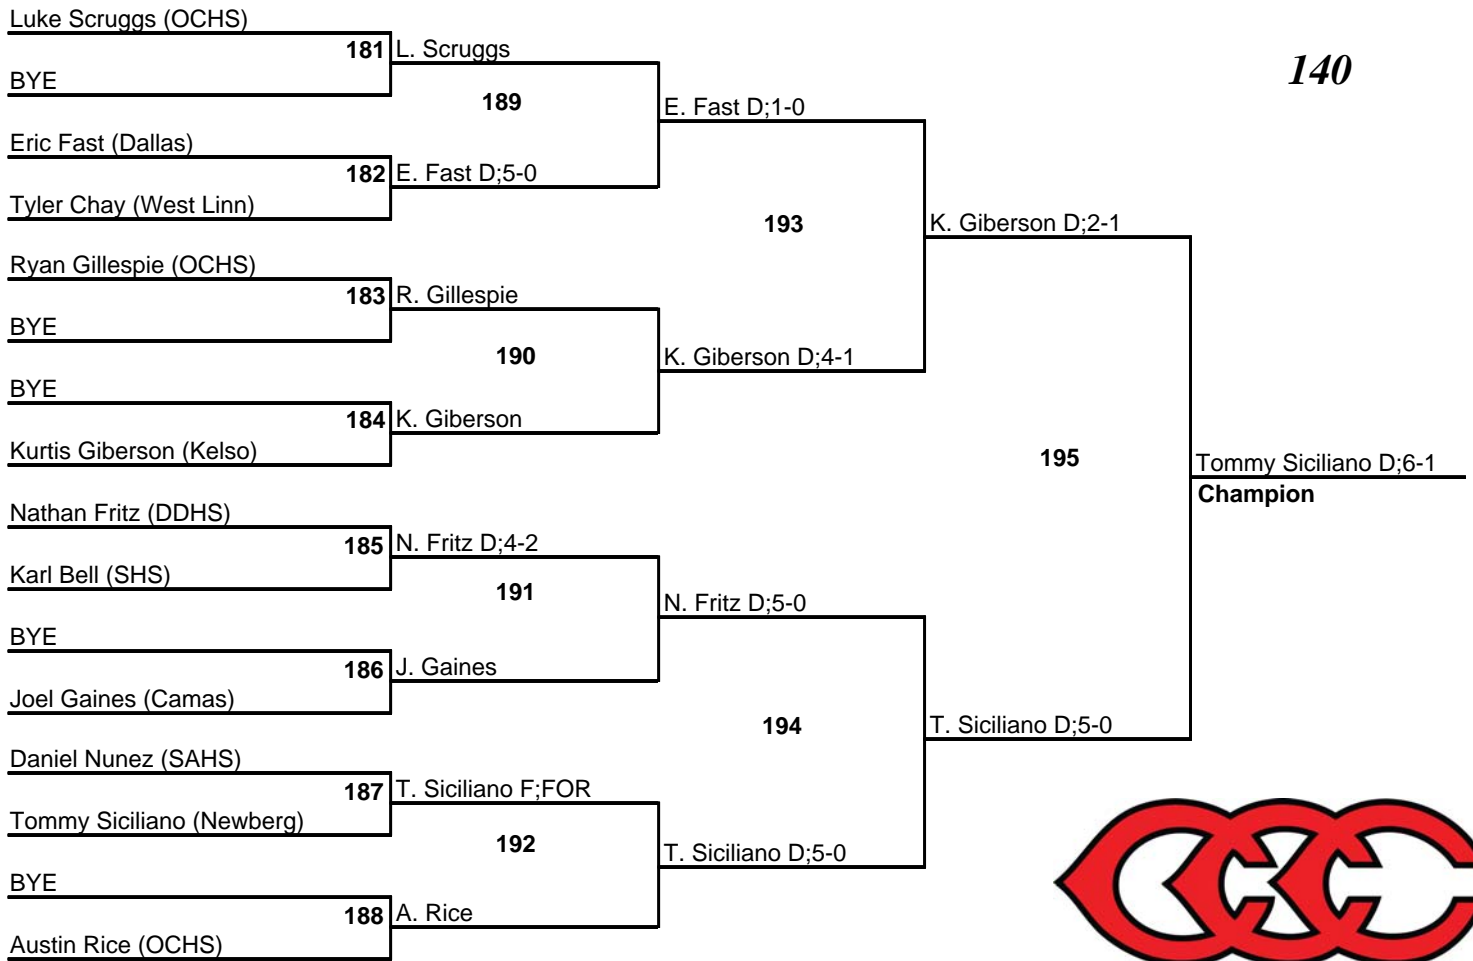 Luke Scruggs (OCHS)
181 L. Scruggs
140
BYE
189
E. Fast D;1-0
Eric Fast (Dallas)
182 E. Fast D;5-0
Tyler Chay (West Linn)
193
K. Giberson D;2-1
Ryan Gillespie (OCHS)
183 R. Gillespie
BYE
190
K. Giberson D;4-1
BYE
184 K. Giberson
Kurtis Giberson (Kelso)
195
Tommy Siciliano D;6-1
Champion
Nathan Fritz (DDHS)
185 N. Fritz D;4-2
Karl Bell (SHS)
191
N. Fritz D;5-0
BYE
186 J. Gaines
Joel Gaines (Camas)
194
T. Siciliano D;5-0
Daniel Nunez (SAHS)
187 T. Siciliano F;FOR
Tommy Siciliano (Newberg)
192
T. Siciliano D;5-0
BYE
188 A. Rice
Austin Rice (OCHS)
CCC